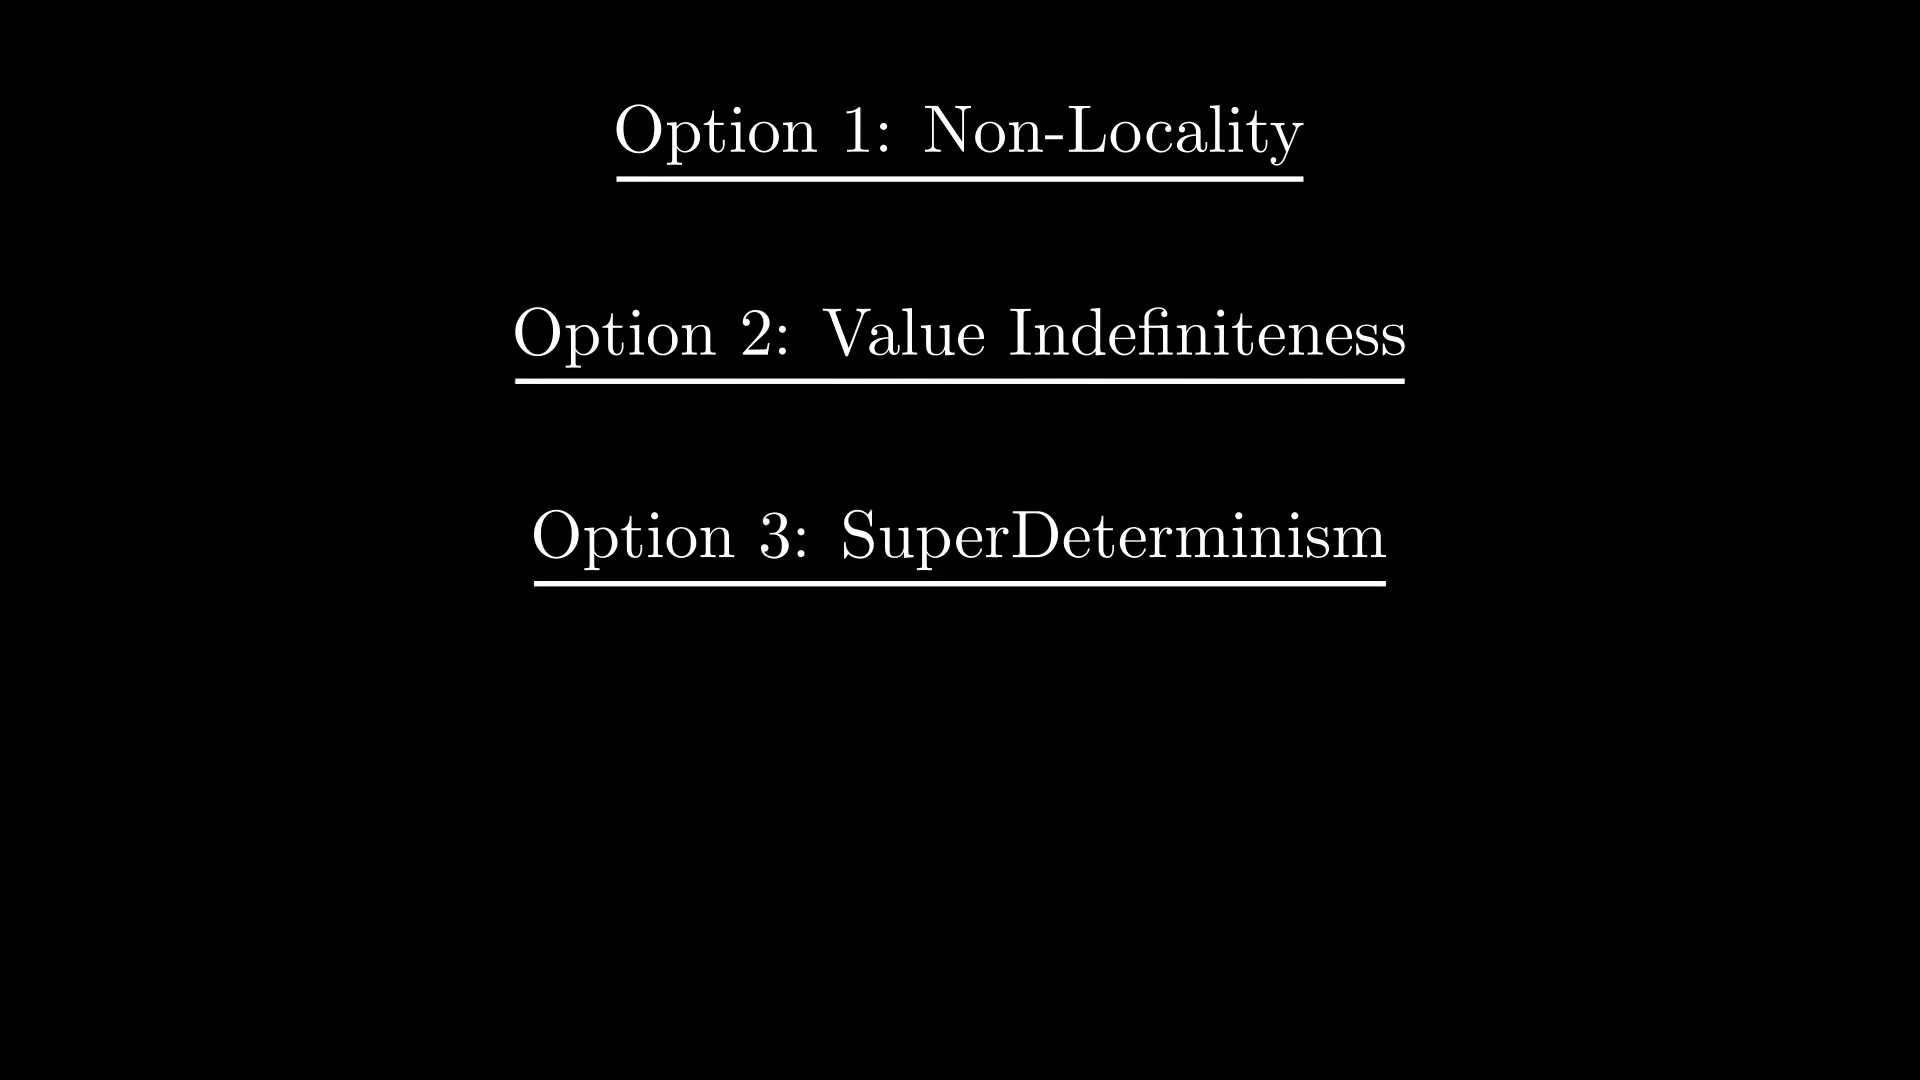 Option 1: Non-Locality
Option 2: Value Indefiniteness
Option 3: SuperDeterminism